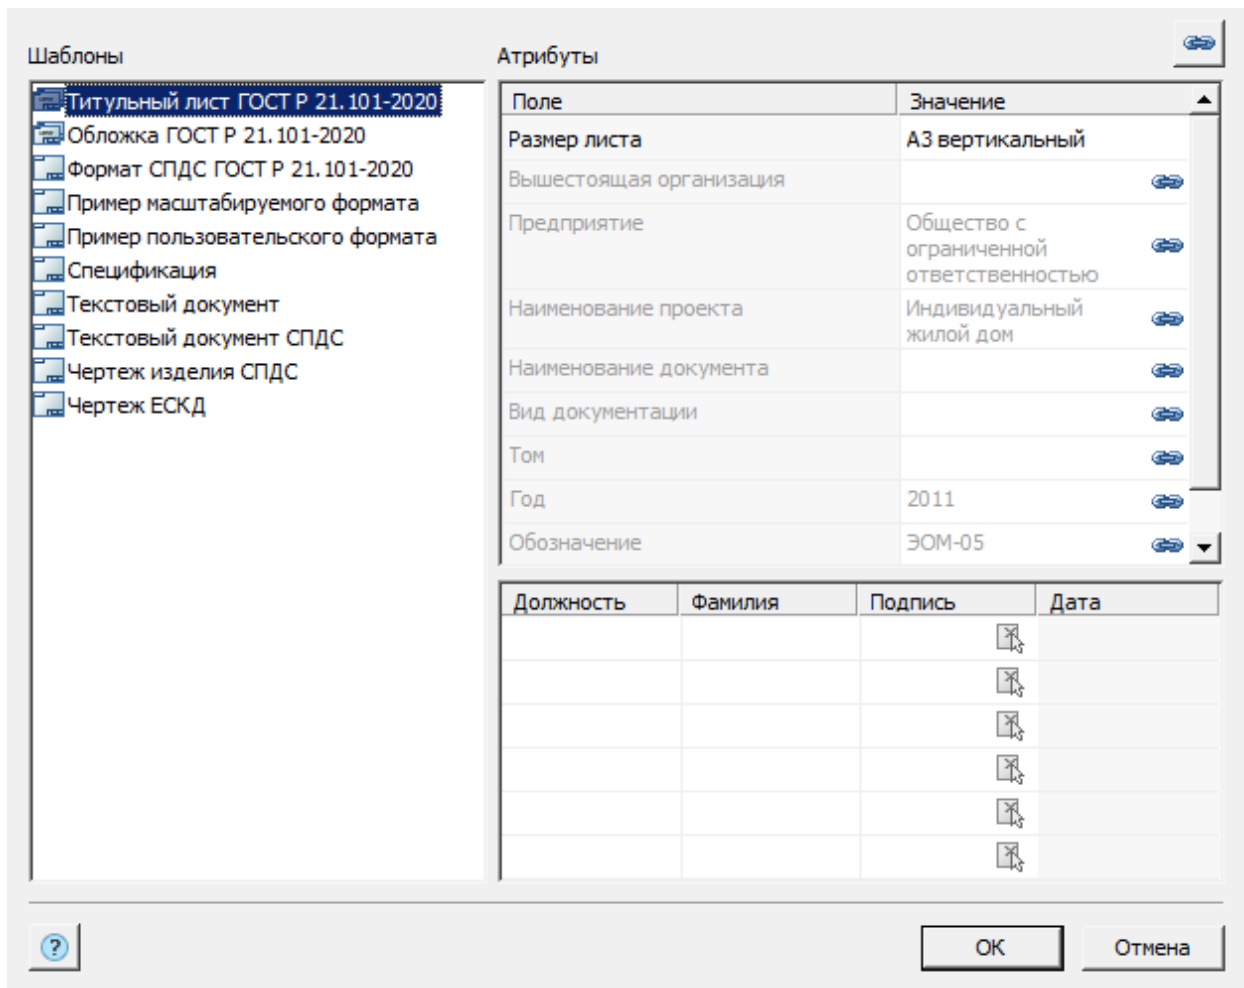 Шаблоны
Титульный лист ГОСТ Р 21.101-2020
Обложка ГОСТ Р 21.101-2020
Формат СПДС ГОСТ Р 21.101-2020
Пример масштабируемого формата
Пример пользовательского формата
Спецификация
Текстовый документ
Текстовый документ СПДС
Чертеж изделия СПДС
Чертеж ЕСКД
Атрибуты
Поле Значение
Размер листа А3 вертикальный
Вышестоящая организация
Предприятие Общество с
ограниченной
ответственностью
Наименование проекта Индивидуальный
жилой дом
Наименование документа
Вид документации
Том
Год 2011
Обозначение ЭОМ-05
Должность Фамилия Подпись Дата
?
ОК Отмена